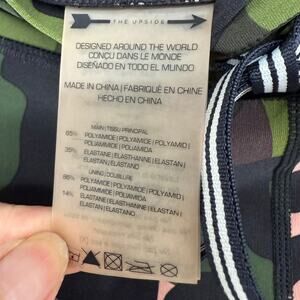 THE UPSIDE
DESIGNED AROUND THE WORLD
CONÇU DANS LE MONDE
DISEÑADO EN TODO EL MUNDO
MADE IN CHINA | FABRIQUÉ EN CHINE
HECHO EN CHINA
MAIN | TISSU PRINCIPAL
65% POLYAMIDE | POLYAMIDE | POLYAMID |
POLIAMMIDE | POLIAMIDA
35% ELASTANE | ELASTHANNE | ELASTAN |
ELASTAN | ELASTANO
LINING | DOUBLURE
86% POLYAMIDE | POLYAMIDE | POLYAMID |
POLIAMMIDE | POLIAMIDA
14% ELASTANE | ELASTHANNE | ELASTAN |
ELASTAN | ELASTANO